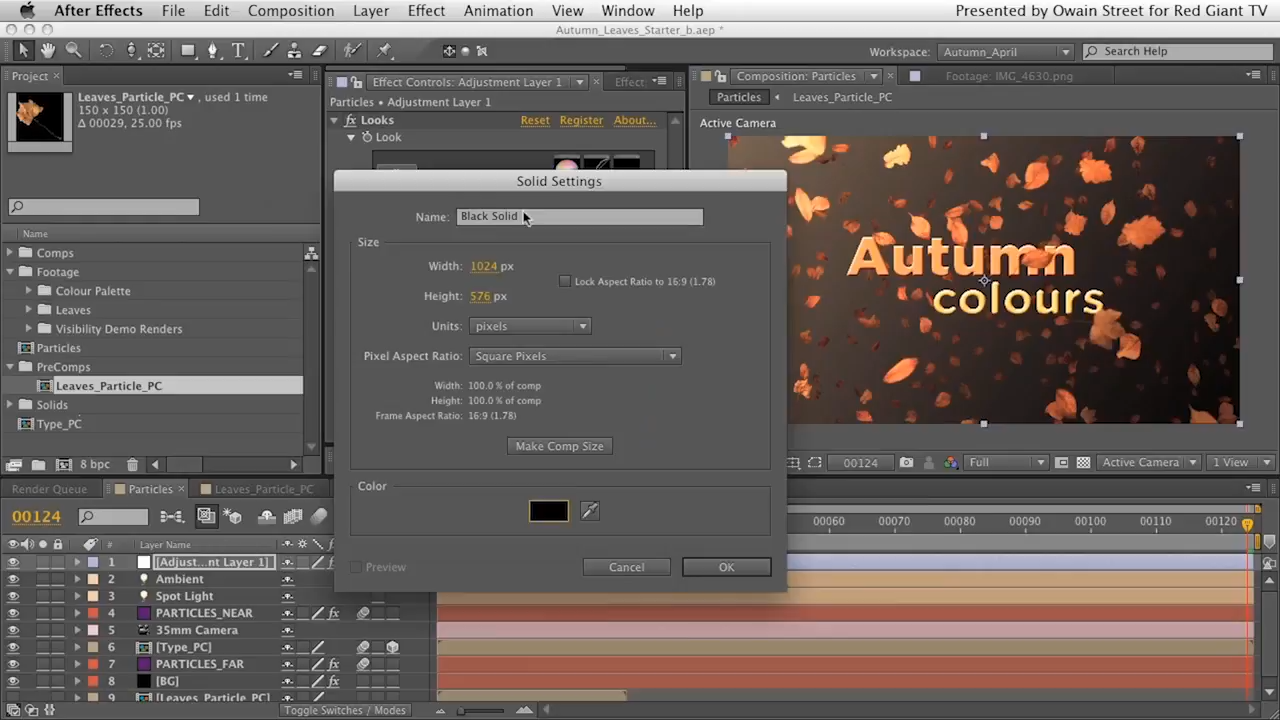 After Effects File Edit Composition Layer Effect Animation View Window Help Presented by Owain Street for Red Giant TV
Autumn_Leaves_Starter_b.aep *
Workspace: Autumn_April Search Help
Project
Effect Controls: Adjustment Layer 1
Effect
Composition: Particles
Footage: IMG_4630.png
Leaves_Particle_PC , used 1 time
150 x 150 (1.00)
Δ 00029, 25.00 fps
Particles • Adjustment Layer 1
Particles Leaves_Particle_PC
fx Looks Reset Register About...
Look
Active Camera
Autumn
colours
Name
Comps
Footage
Colour Palette
Leaves
Visibility Demo Renders
Particles
PreComps
Leaves_Particle_PC
Solids
Type_PC
8 bpc
Solid Settings
Name: Black Solid
Size
Width: 1024 px
Lock Aspect Ratio to 16:9 (1.78)
Height: 576 px
Units: pixels
Pixel Aspect Ratio: Square Pixels
Width: 100.0 % of comp
Height: 100.0 % of comp
Frame Aspect Ratio: 16:9 (1.78)
Make Comp Size
Color
Preview Cancel OK
00124 Full Active Camera 1 View
Render Queue Particles Leaves_Particle_PC
00124
00060 00070 00080 00090 00100 00110 00120
# Layer Name
1 [Adjust...nt Layer 1]
2 Ambient
3 Spot Light
4 PARTICLES_NEAR fx
5 35mm Camera
6 [Type_PC]
7 PARTICLES_FAR fx
8 [BG] fx
9 [Leaves_Particle_PC]
Toggle Switches / Modes